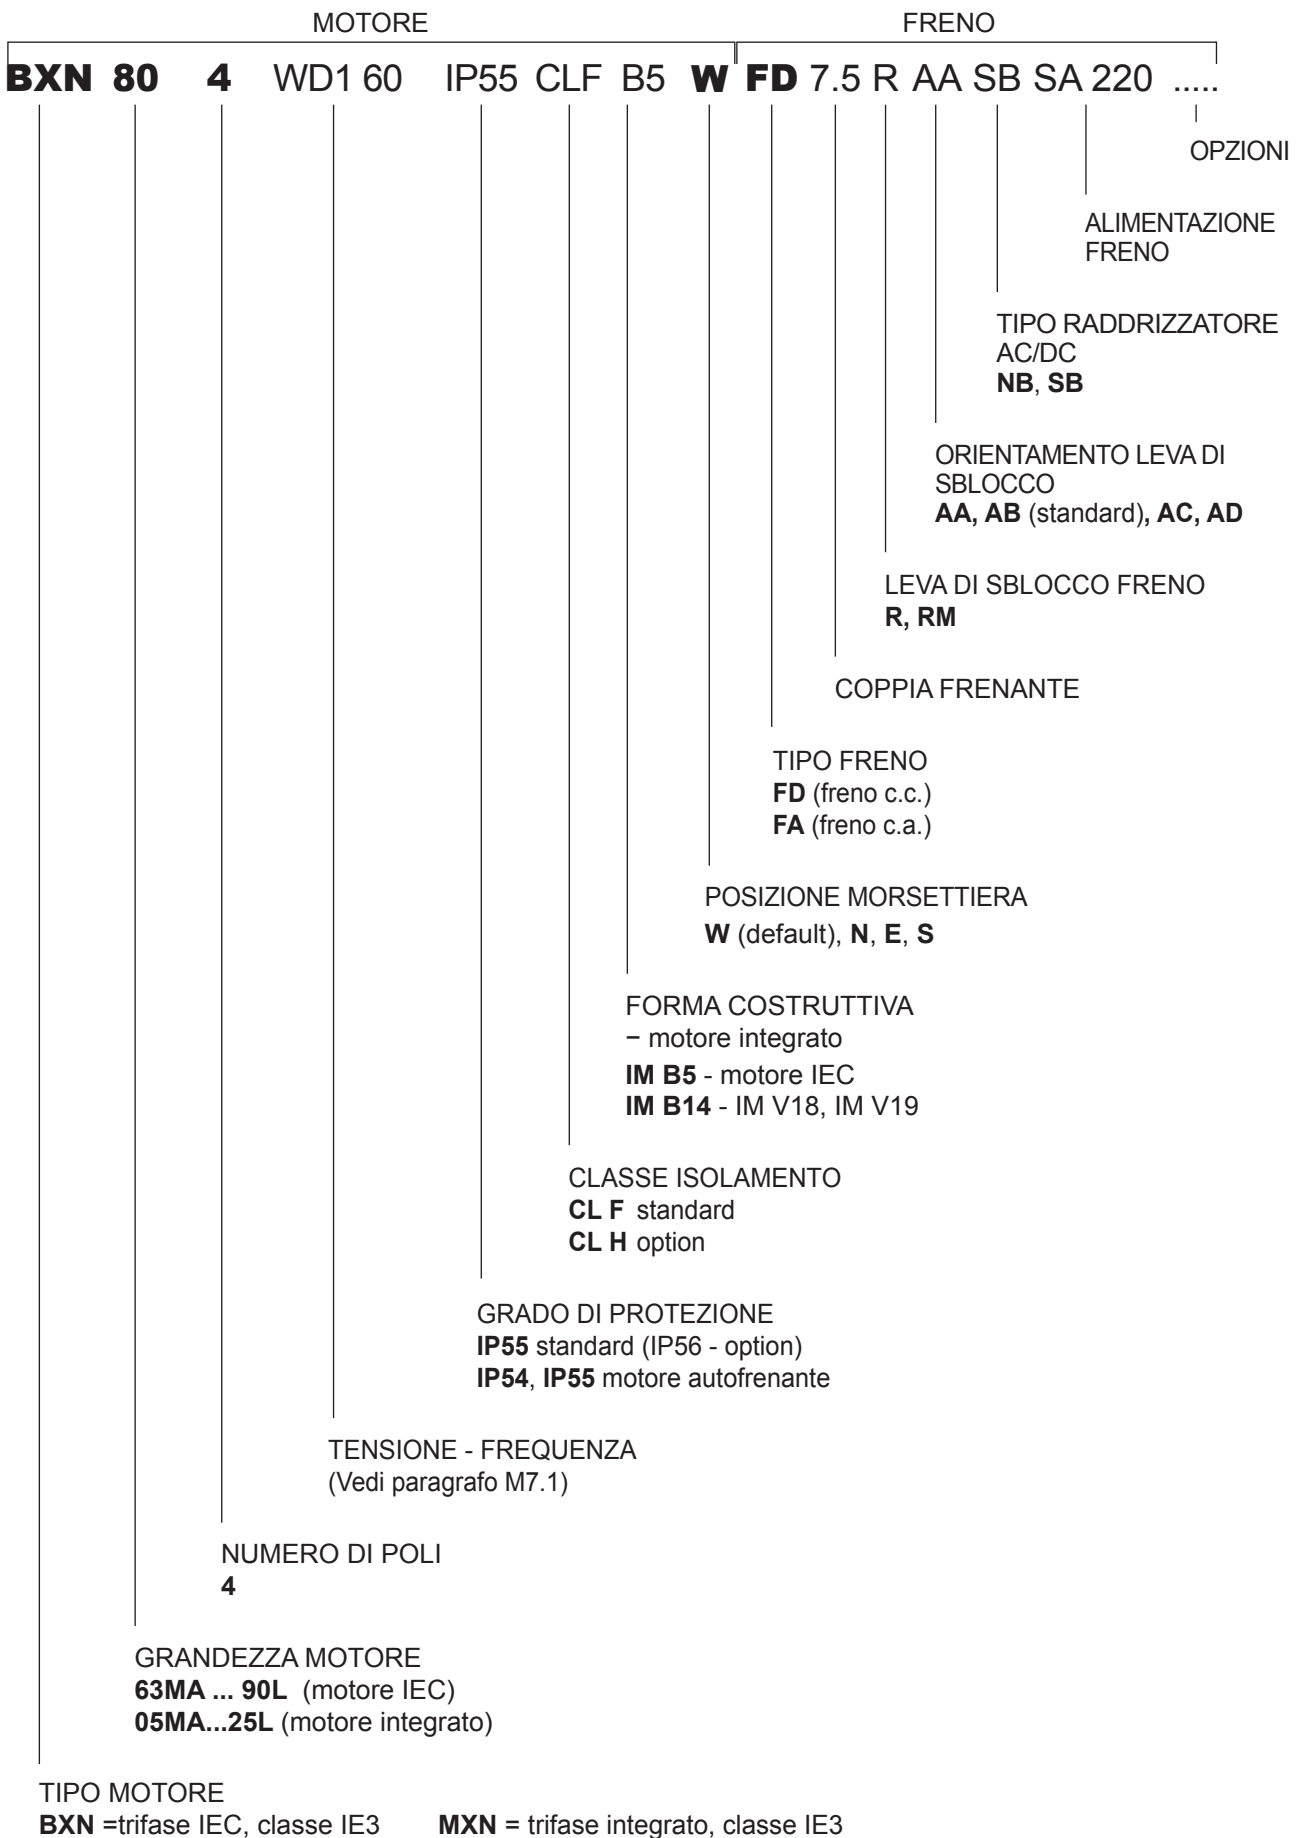 MOTORE FRENO
BXN 80 4 WD1 60 IP55 CLF B5 W FD 7.5 R AA SB SA 220 .....
OPZIONI
ALIMENTAZIONE
FRENO
TIPO RADDRIZZATORE
AC/DC
NB, SB
ORIENTAMENTO LEVA DI
SBLOCCO
AA, AB (standard), AC, AD
LEVA DI SBLOCCO FRENO
R, RM
COPPIA FRENANTE
TIPO FRENO
FD (freno c.c.)
FA (freno c.a.)
POSIZIONE MORSETTIERA
W (default), N, E, S
FORMA COSTRUTTIVA
− motore integrato
IM B5 - motore IEC
IM B14 - IM V18, IM V19
CLASSE ISOLAMENTO
CL F standard
CL H option
GRADO DI PROTEZIONE
IP55 standard (IP56 - option)
IP54, IP55 motore autofrenante
TENSIONE - FREQUENZA
(Vedi paragrafo M7.1)
NUMERO DI POLI
4
GRANDEZZA MOTORE
63MA ... 90L (motore IEC)
05MA...25L (motore integrato)
TIPO MOTORE
BXN =trifase IEC, classe IE3 MXN = trifase integrato, classe IE3